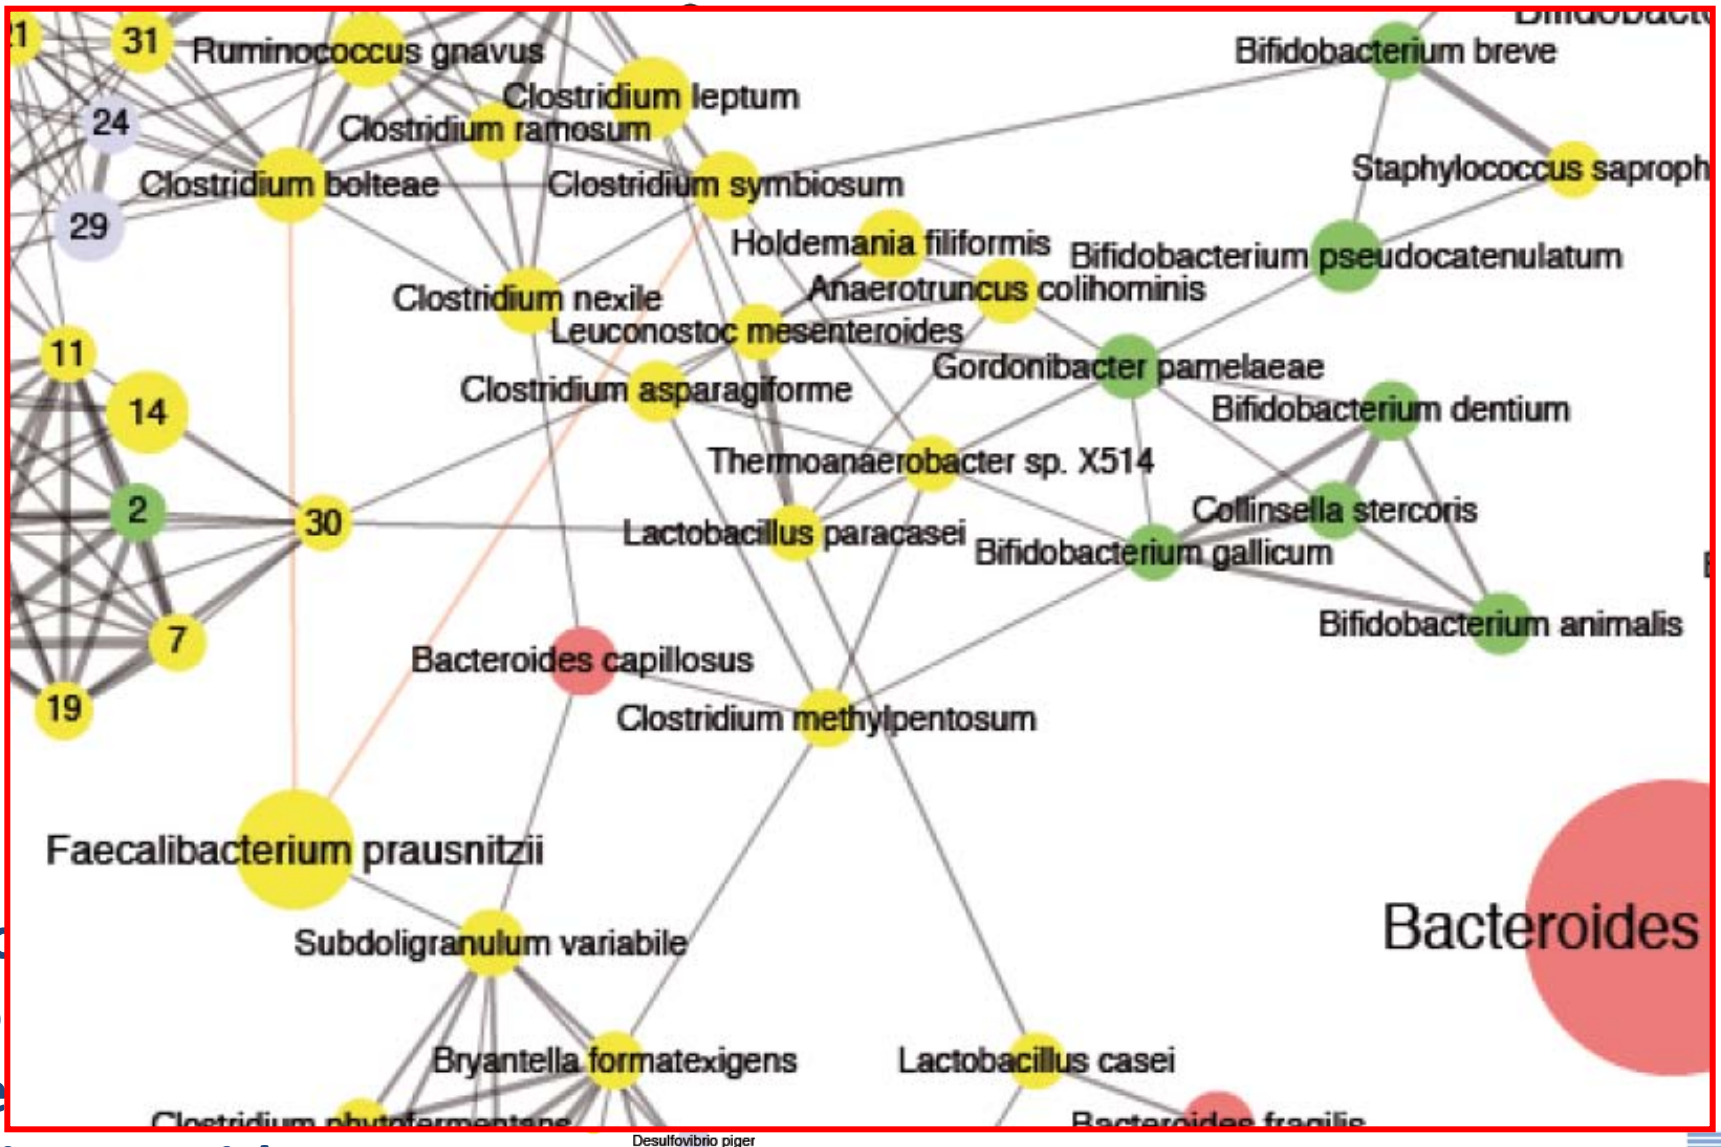 31
Ruminococcus gnavus
Bifidobacterium breve
Clostridium leptum
24
Clostridium ramosum
Staphylococcus saproph
Clostridium bolteae
Clostridium symbiosum
29
Holdemania filiformis
Bifidobacterium pseudocatenulatum
Clostridium nexile
Anaerotruncus colihominis
Leuconostoc mesenteroides
11
Gordonibacter pamelaeae
Clostridium asparagiforme
14
Bifidobacterium dentium
Thermoanaerobacter sp. X514
2
30
Collinsella stercoris
Lactobacillus paracasei
Bifidobacterium gallicum
Bifidobacterium animalis
7
Bacteroides capillosus
19
Clostridium methylpentosum
Faecalibacterium prausnitzii
Bacteroides
Subdoligranulum variabile
Bryantella formatexigens
Lactobacillus casei
Clostridium phytofermentans
Bacteroides fragilis
Desulfovibrio piger